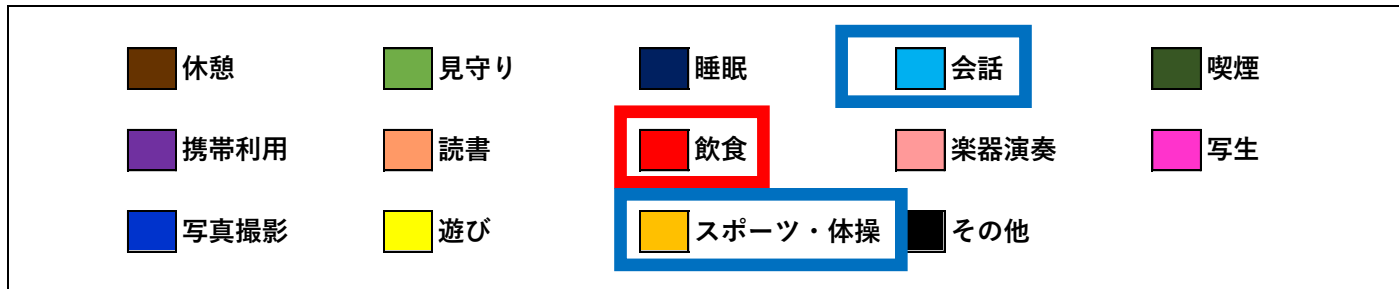 休憩 見守り 睡眠 会話 喫煙
携帯利用 読書 飲食 楽器演奏 写生
写真撮影 遊び スポーツ・体操 その他